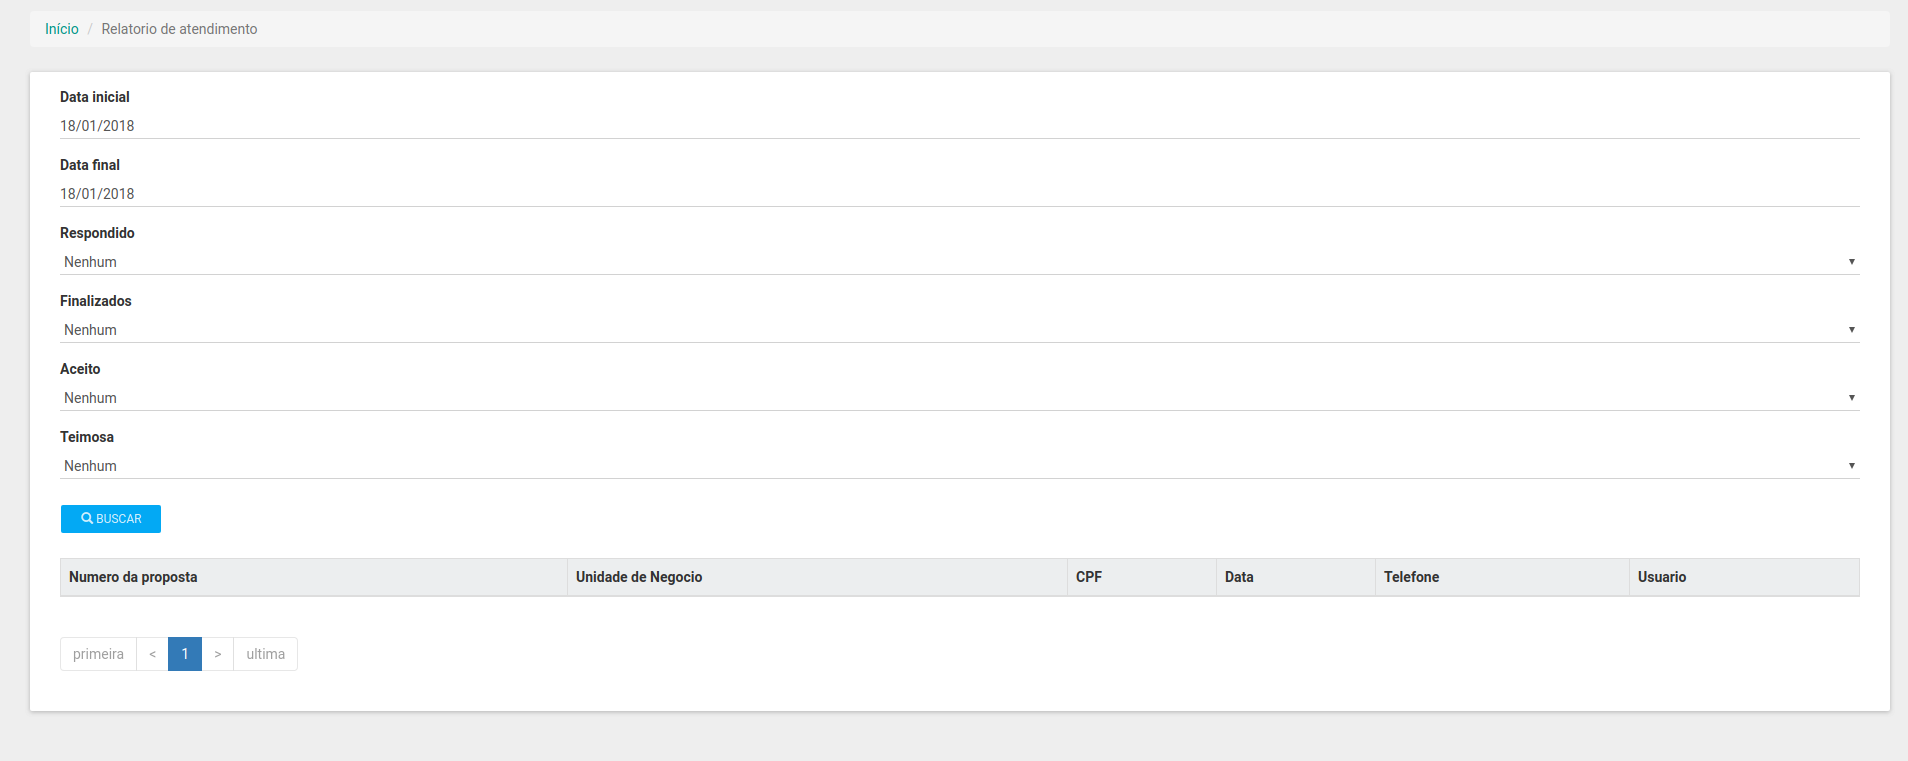 Início / Relatorio de atendimento
Data inicial
18/01/2018
Data final
18/01/2018
Respondido
Nenhum
Finalizados
Nenhum
Aceito
Nenhum
Teimosa
Nenhum
BUSCAR
Numero da proposta Unidade de Negocio CPF Data Telefone Usuario
primeira < 1 > ultima